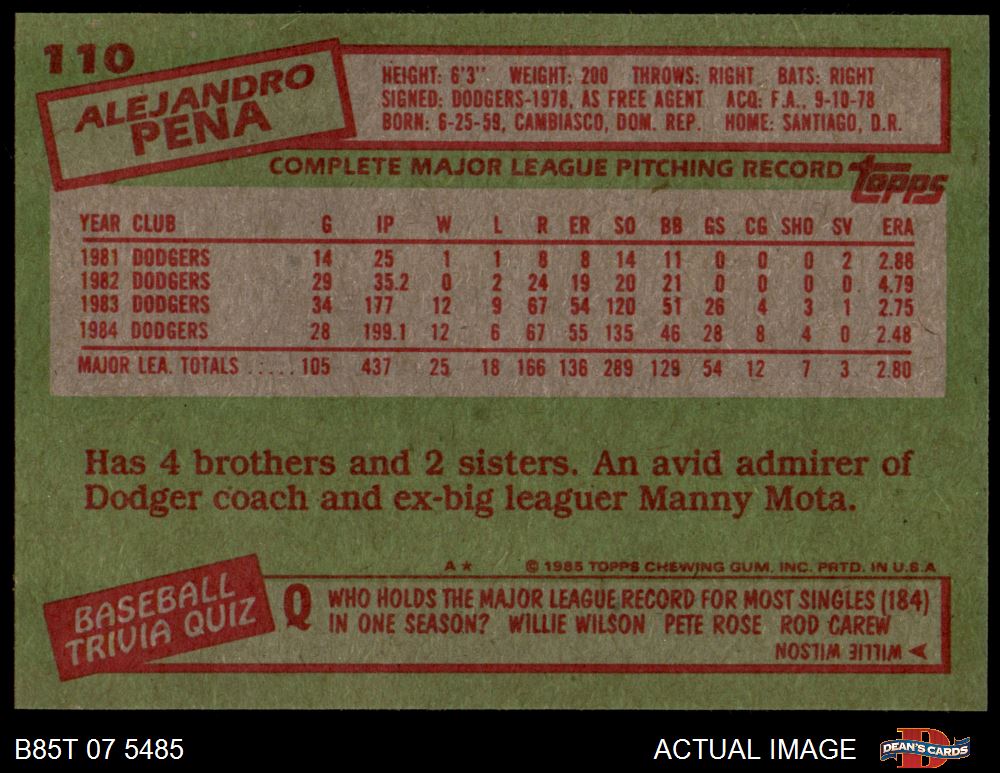 110
ALEJANDRO
PENA
HEIGHT: 6'3" WEIGHT: 200 THROWS: RIGHT BATS: RIGHT
SIGNED: DODGERS-1978, AS FREE AGENT ACQ: F.A., 9-10-78
BORN: 6-25-59, CAMBIASCO, DOM. REP. HOME: SANTIAGO, D.R.
COMPLETE MAJOR LEAGUE PITCHING RECORD Topps
YEAR CLUB G IP W L R ER SO BB GS CG SHO SV ERA
1981 DODGERS 14 25 1 1 8 8 14 11 0 0 0 2 2.88
1982 DODGERS 29 35.2 0 2 24 19 20 21 0 0 0 0 4.79
1983 DODGERS 34 177 12 9 67 54 120 51 26 4 3 1 2.75
1984 DODGERS 28 199.1 12 6 67 55 135 46 28 8 4 0 2.48
MAJOR LEA. TOTALS ..... 105 437 25 18 166 136 289 129 54 12 7 3 2.80
Has 4 brothers and 2 sisters. An avid admirer of
Dodger coach and ex-big leaguer Manny Mota.
A★ © 1985 TOPPS CHEWING GUM, INC. PRTD. IN U.S.A
BASEBALL
TRIVIA QUIZ
Q WHO HOLDS THE MAJOR LEAGUE RECORD FOR MOST SINGLES (184)
IN ONE SEASON? WILLIE WILSON PETE ROSE ROD CAREW
WILLIE WILSON
B85T 07 5485
ACTUAL IMAGE
DEAN'S CARDS